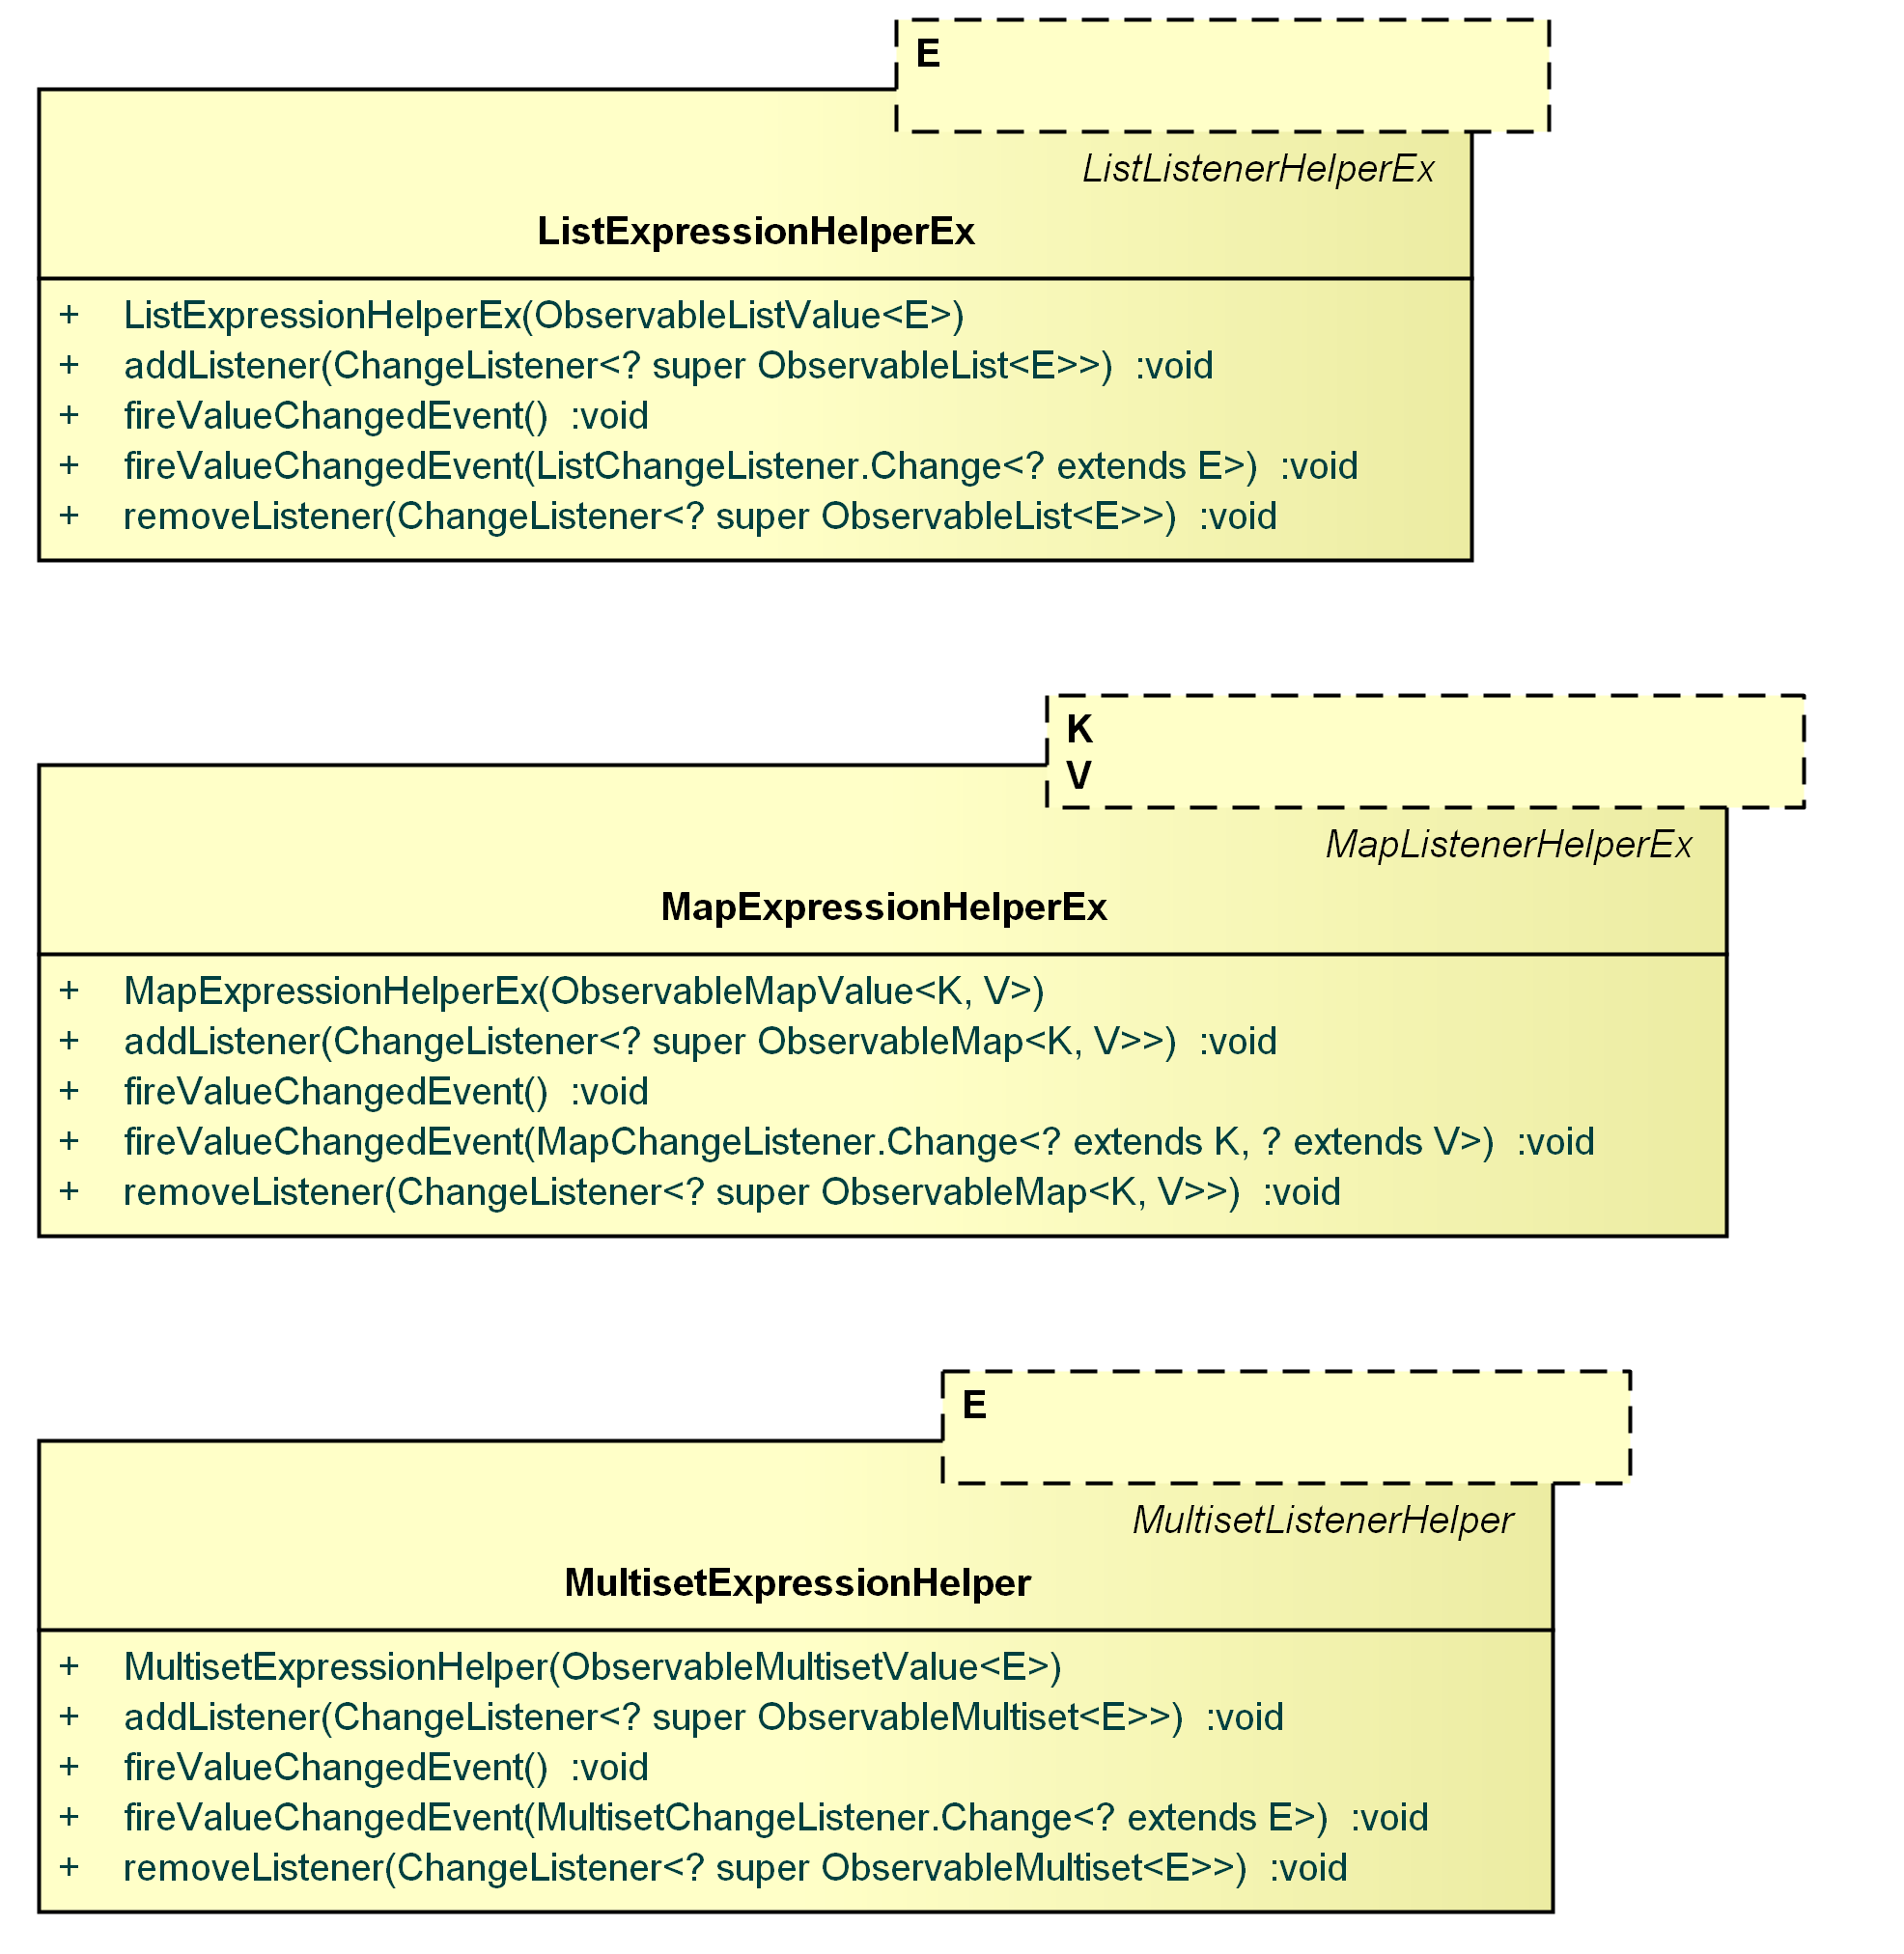 E
ListListenerHelperEx
ListExpressionHelperEx
+ ListExpressionHelperEx(ObservableListValue<E>)
+ addListener(ChangeListener<? super ObservableList<E>>) :void
+ fireValueChangedEvent() :void
+ fireValueChangedEvent(ListChangeListener.Change<? extends E>) :void
+ removeListener(ChangeListener<? super ObservableList<E>>) :void
K
V
MapListenerHelperEx
MapExpressionHelperEx
+ MapExpressionHelperEx(ObservableMapValue<K, V>)
+ addListener(ChangeListener<? super ObservableMap<K, V>>) :void
+ fireValueChangedEvent() :void
+ fireValueChangedEvent(MapChangeListener.Change<? extends K, ? extends V>) :void
+ removeListener(ChangeListener<? super ObservableMap<K, V>>) :void
E
MultisetListenerHelper
MultisetExpressionHelper
+ MultisetExpressionHelper(ObservableMultisetValue<E>)
+ addListener(ChangeListener<? super ObservableMultiset<E>>) :void
+ fireValueChangedEvent() :void
+ fireValueChangedEvent(MultisetChangeListener.Change<? extends E>) :void
+ removeListener(ChangeListener<? super ObservableMultiset<E>>) :void